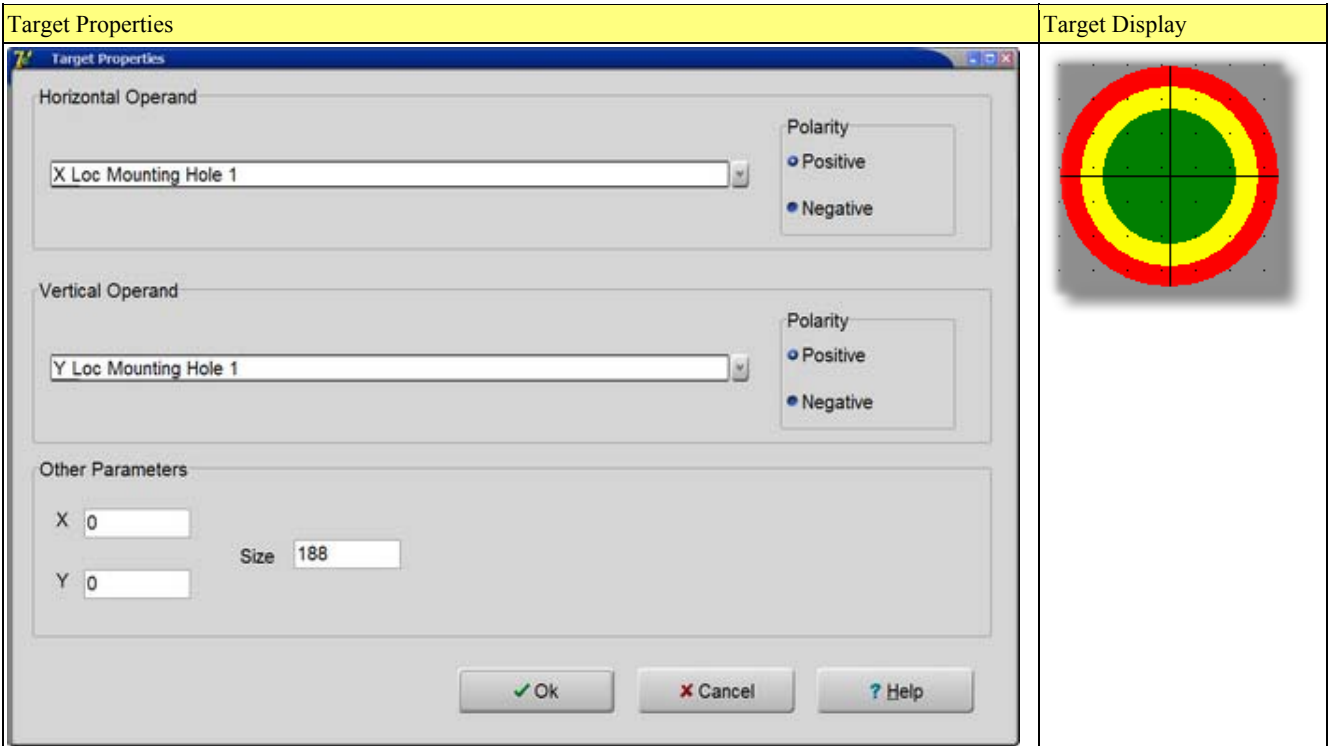 Target Properties
Target Display
Target Properties
Horizontal Operand
Polarity
X Loc Mounting Hole 1
Positive
Negative
Vertical Operand
Polarity
Y Loc Mounting Hole 1
Positive
Negative
Other Parameters
X 0
Size 188
Y 0
Ok
Cancel
? Help